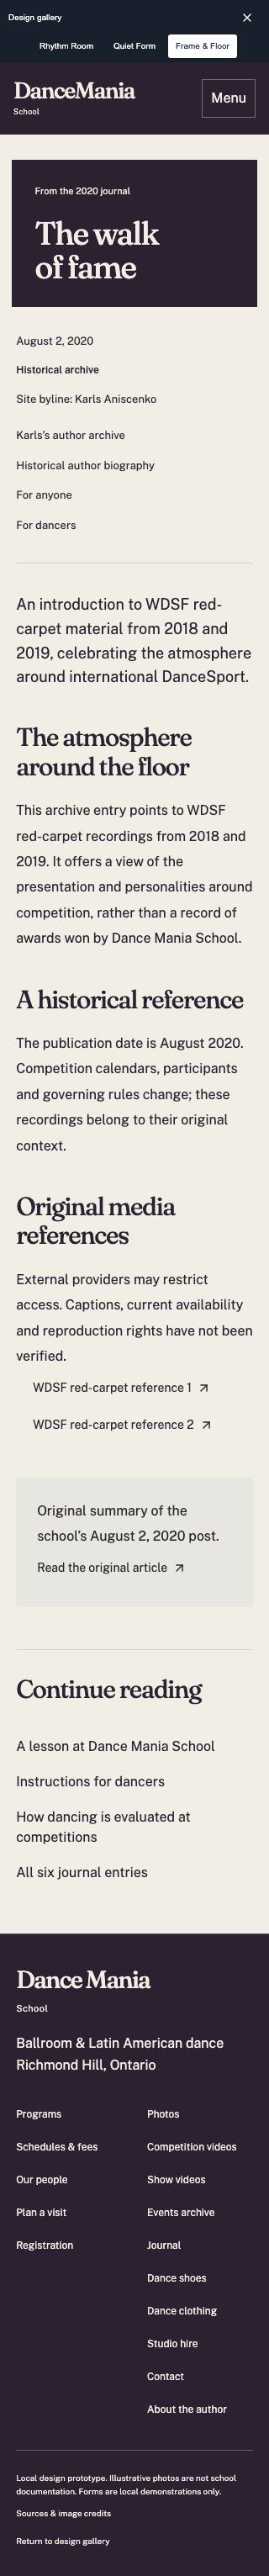 Design gallery
Rhythm Room Quiet Form Frame & Floor
DanceMania
School
Menu
From the 2020 journal
The walk
of fame
August 2, 2020
Historical archive
Site byline: Karls Aniscenko
Karls’s author archive
Historical author biography
For anyone
For dancers
An introduction to WDSF red-
carpet material from 2018 and
2019, celebrating the atmosphere
around international DanceSport.
The atmosphere
around the floor
This archive entry points to WDSF
red-carpet recordings from 2018 and
2019. It offers a view of the
presentation and personalities around
competition, rather than a record of
awards won by Dance Mania School.
A historical reference
The publication date is August 2020.
Competition calendars, participants
and governing rules change; these
recordings belong to their original
context.
Original media
references
External providers may restrict
access. Captions, current availability
and reproduction rights have not been
verified.
WDSF red-carpet reference 1
WDSF red-carpet reference 2
Original summary of the
school’s August 2, 2020 post.
Read the original article
Continue reading
A lesson at Dance Mania School
Instructions for dancers
How dancing is evaluated at
competitions
All six journal entries
Dance Mania
School
Ballroom & Latin American dance
Richmond Hill, Ontario
Programs
Schedules & fees
Our people
Plan a visit
Registration
Photos
Competition videos
Show videos
Events archive
Journal
Dance shoes
Dance clothing
Studio hire
Contact
About the author
Local design prototype. Illustrative photos are not school
documentation. Forms are local demonstrations only.
Sources & image credits
Return to design gallery